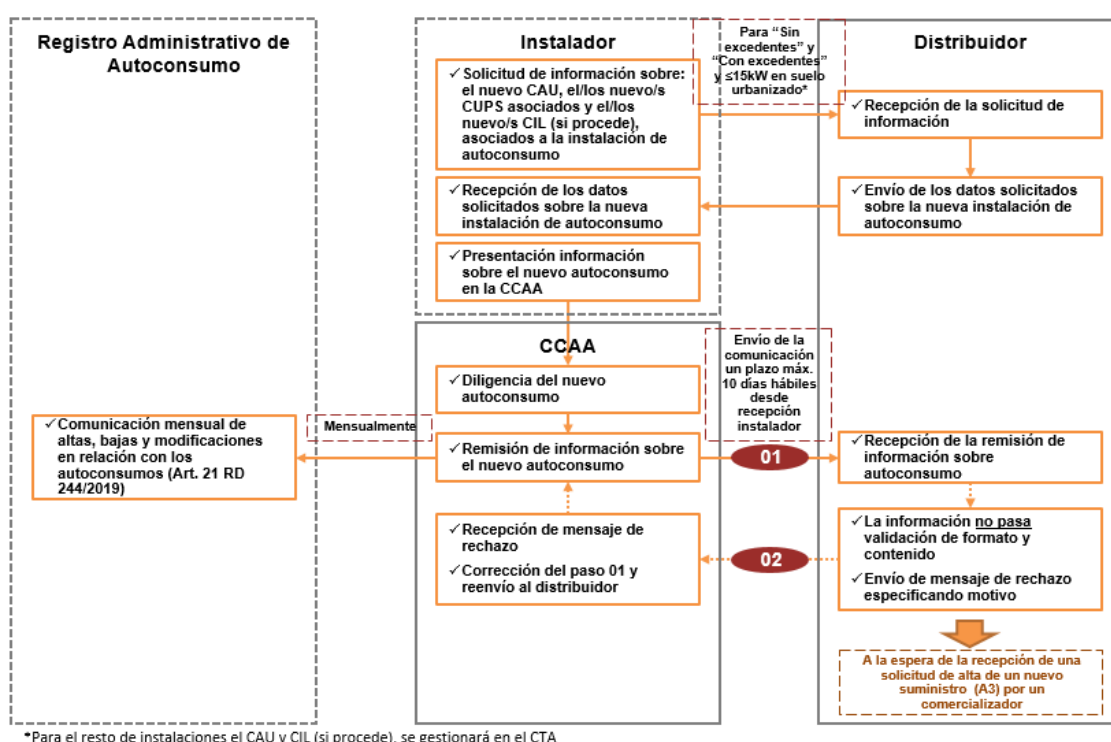 Registro Administrativo de
Autoconsumo
Instalador
Para “Sin
excedentes” y
“Con excedentes”
y ≤15kW en suelo
urbanizado*
Distribuidor
✓Solicitud de información sobre:
el nuevo CAU, el/los nuevo/s
CUPS asociados y el/los
nuevo/s CIL (si procede),
asociados a la instalación de
autoconsumo
✓Recepción de la solicitud de
información
✓Recepción de los datos
solicitados sobre la nueva
instalación de autoconsumo
✓Envío de los datos solicitados
sobre la nueva instalación de
autoconsumo
✓Presentación información
sobre el nuevo autoconsumo
en la CCAA
CCAA
Envío de la
comunicación
un plazo máx.
10 días hábiles
desde
recepción
instalador
✓Diligencia del nuevo
autoconsumo
✓Comunicación mensual de
altas, bajas y modificaciones
en relación con los
autoconsumos (Art. 21 RD
244/2019)
Mensualmente
✓Remisión de información sobre
el nuevo autoconsumo
01
✓Recepción de la remisión de
información sobre
autoconsumo
✓Recepción de mensaje de
rechazo
✓Corrección del paso 01 y
reenvío al distribuidor
02
✓La información no pasa
validación de formato y
contenido
✓Envío de mensaje de rechazo
especificando motivo
A la espera de la recepción de una
solicitud de alta de un nuevo
suministro (A3) por un
comercializador
*Para el resto de instalaciones el CAU y CIL (si procede), se gestionará en el CTA